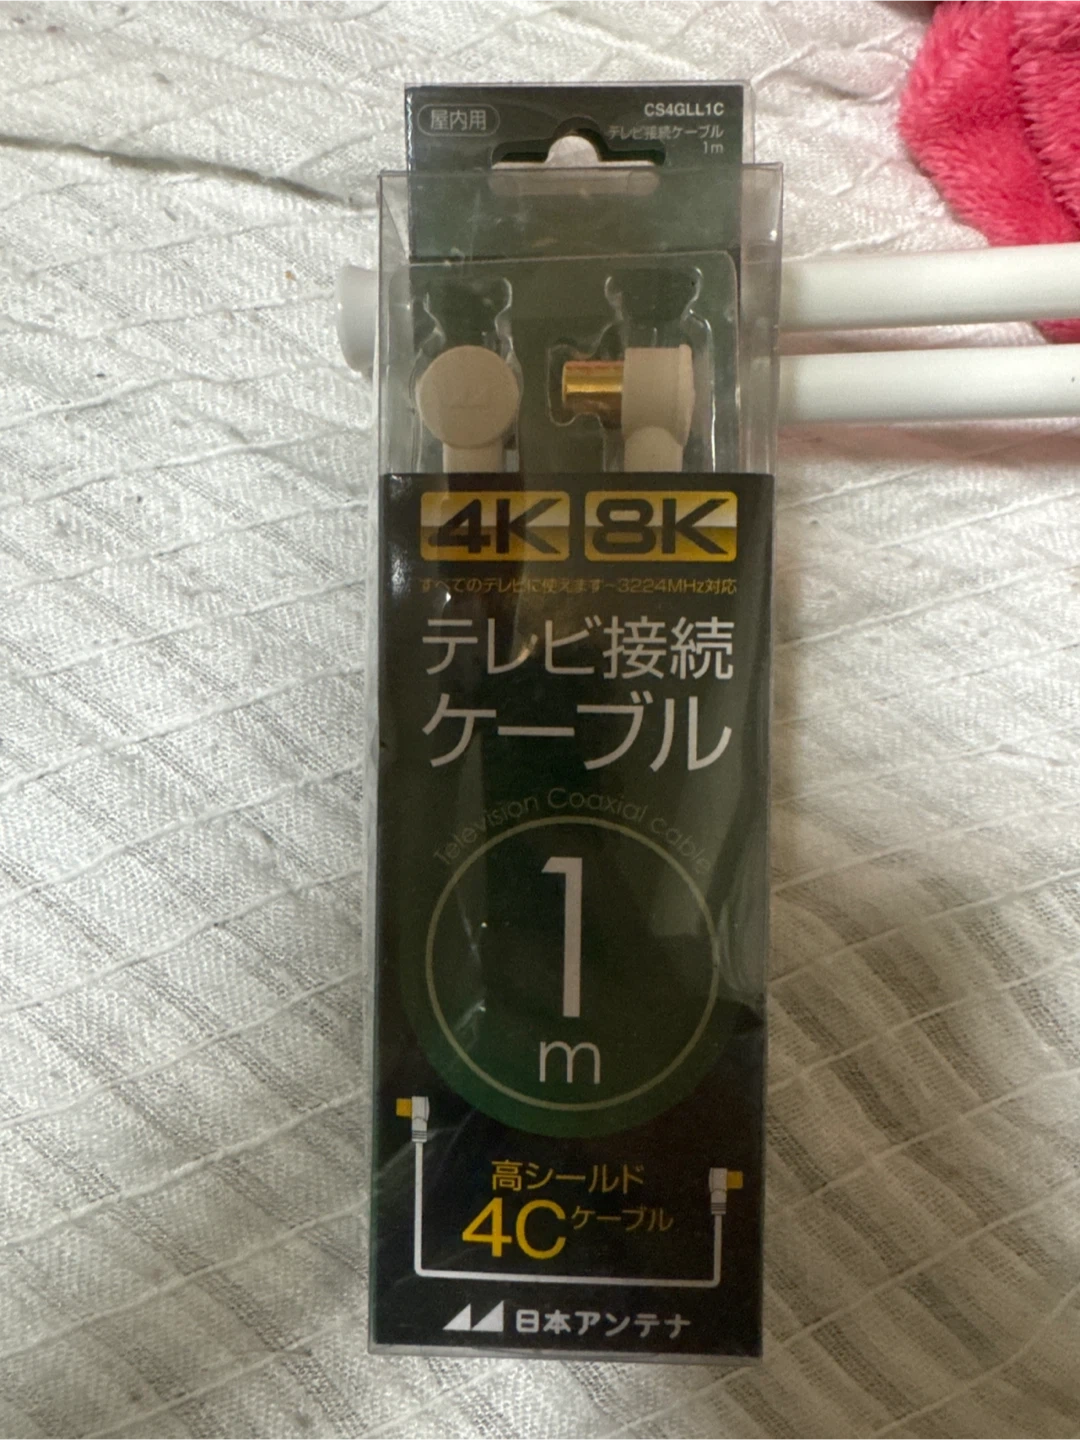 屋内用
CS4GLL1C
テレビ接続ケーブル
1m
4K 8K
すべてのテレビに使えます～3224MHz対応
テレビ接続
ケーブル
Television Coaxial cable
1
m
高シールド
4Cケーブル
日本アンテナ